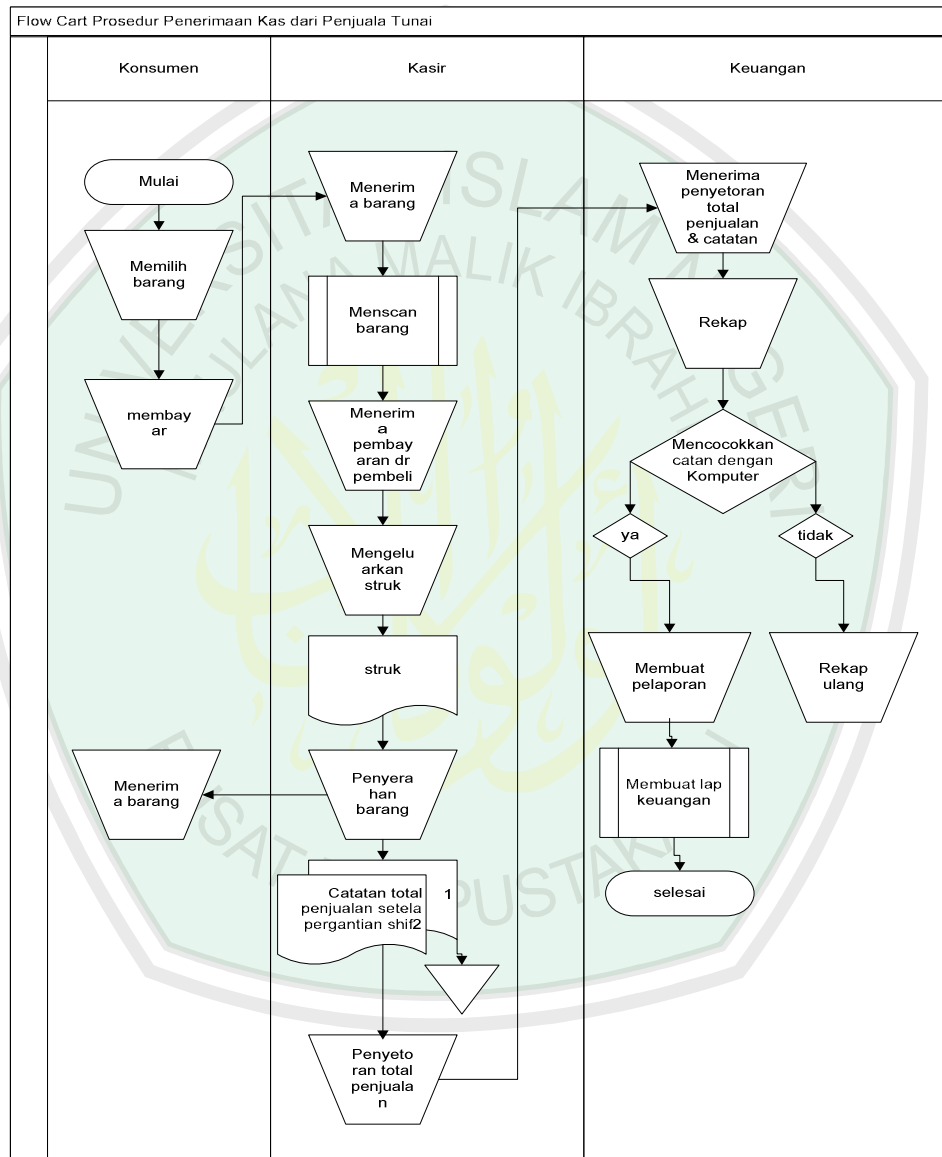 Flow Cart Prosedur Penerimaan Kas dari Penjuala Tunai
Konsumen
Kasir
Keuangan
Mulai
Memilih
barang
membay
ar
Menerim
a barang
Menerim
a barang
Menscan
barang
Menerim
a
pembay
aran dr
pembeli
Mengelu
arkan
struk
struk
Penyera
han
barang
1
Catatan total
penjualan setela
pergantian shif2
Penyeto
ran total
penjuala
n
Menerima
penyetoran
total
penjualan
& catatan
Rekap
Mencocokkan
catan dengan
Komputer
ya
tidak
Membuat
pelaporan
Rekap
ulang
Membuat lap
keuangan
selesai